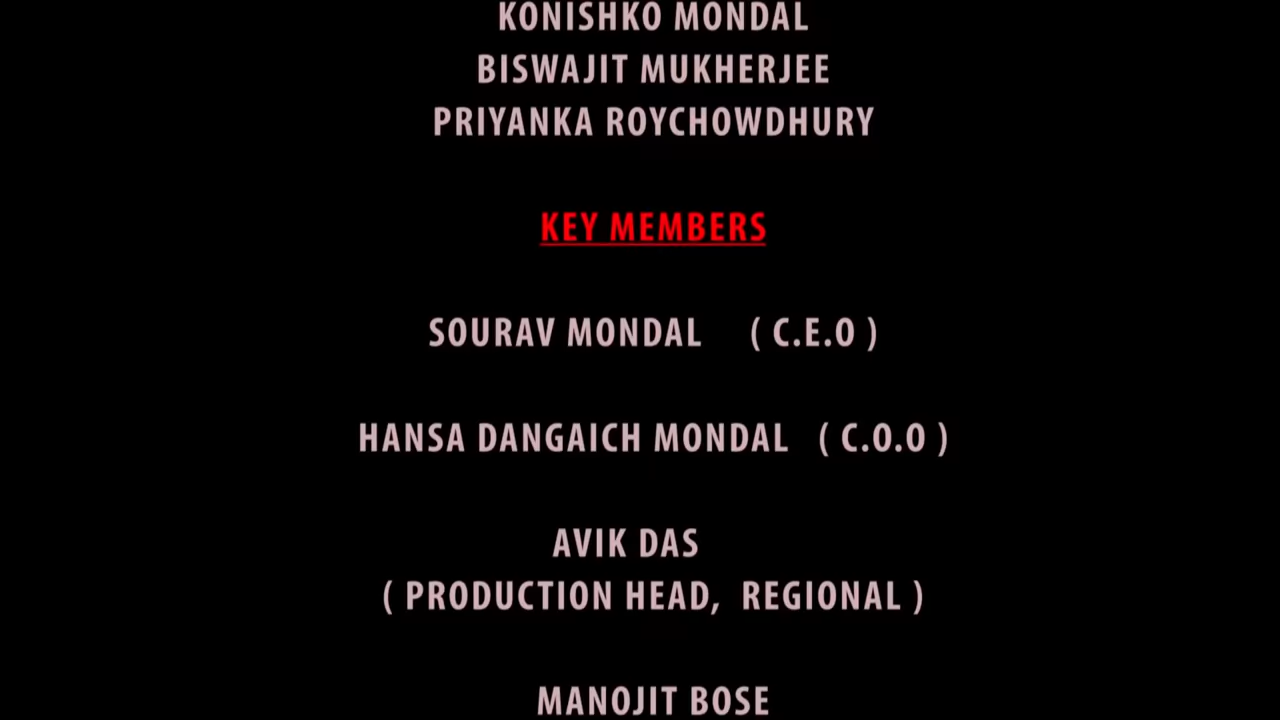 KONISHKO MONDAL
BISWAJIT MUKHERJEE
PRIYANKA ROYCHOWDHURY
KEY MEMBERS
SOURAV MONDAL ( C.E.O )
HANSA DANGAICH MONDAL ( C.O.O )
AVIK DAS
( PRODUCTION HEAD, REGIONAL )
MANOJIT BOSE